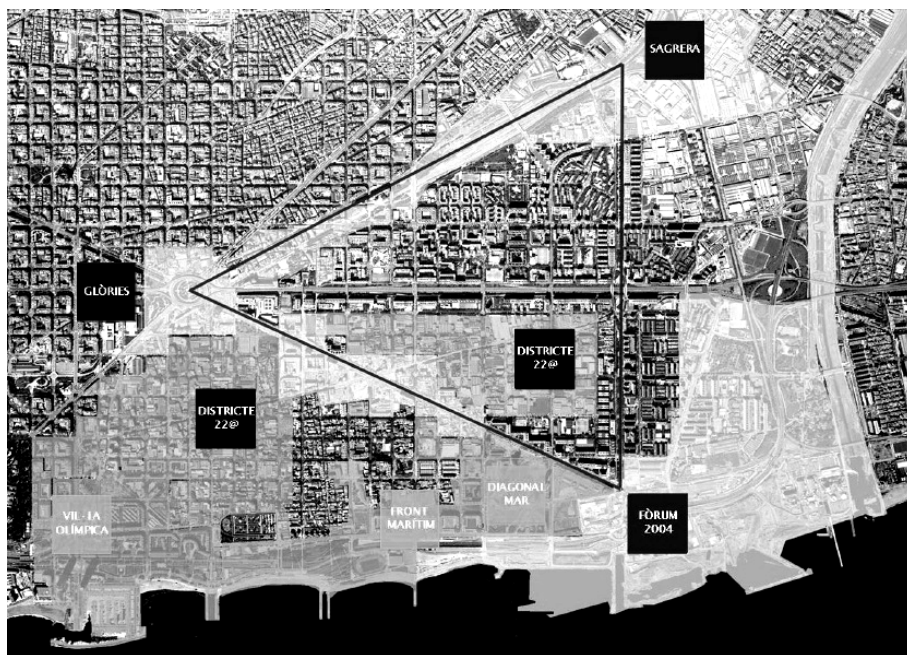 SAGRERA
GLÒRIES
DISTRICTE
22@
DISTRICTE
22@
VIL·LA
OLÍMPICA
FRONT
MARÍTIM
DIAGONAL
MAR
FÒRUM
2004